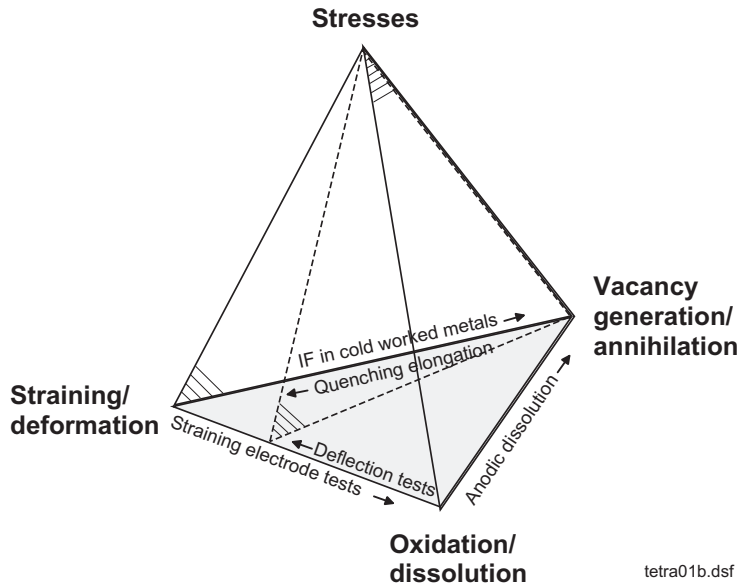 Stresses
Vacancy
generation/
annihilation
IF in cold worked metals →
← Quenching elongation
Straining/
deformation
Straining electrode tests →
← Deflection tests
Anodic dissolution →
Oxidation/
dissolution
tetra01b.dsf